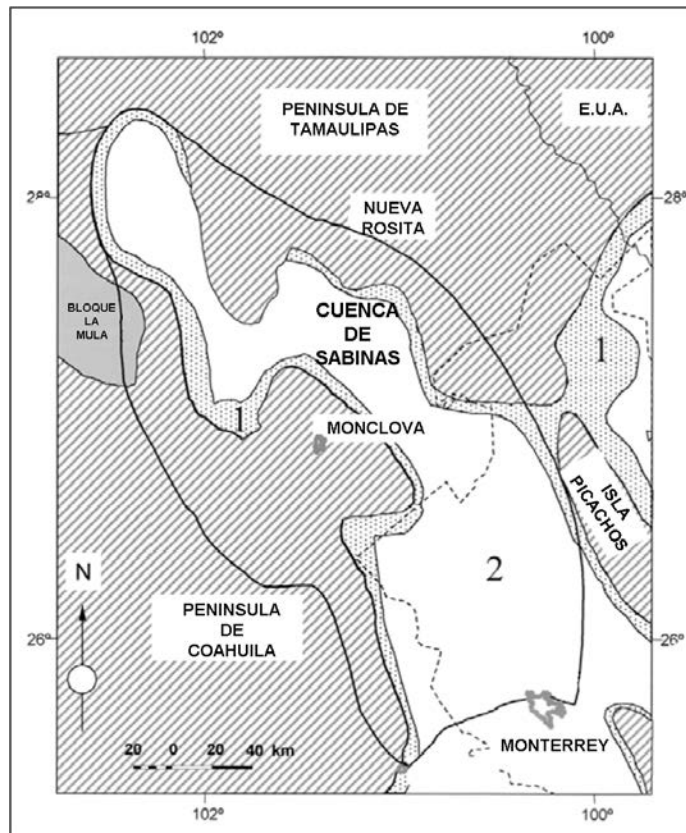 102º
100º
PENINSULA DE
TAMAULIPAS
E.U.A.
28º
28º
NUEVA
ROSITA
BLOQUE
LA
MULA
CUENCA
DE
SABINAS
1
1
MONCLOVA
ISLA
PICACHOS
N
2
PENINSULA
DE
COAHUILA
26º
26º
20 0 20 40 km
MONTERREY
102º
100º